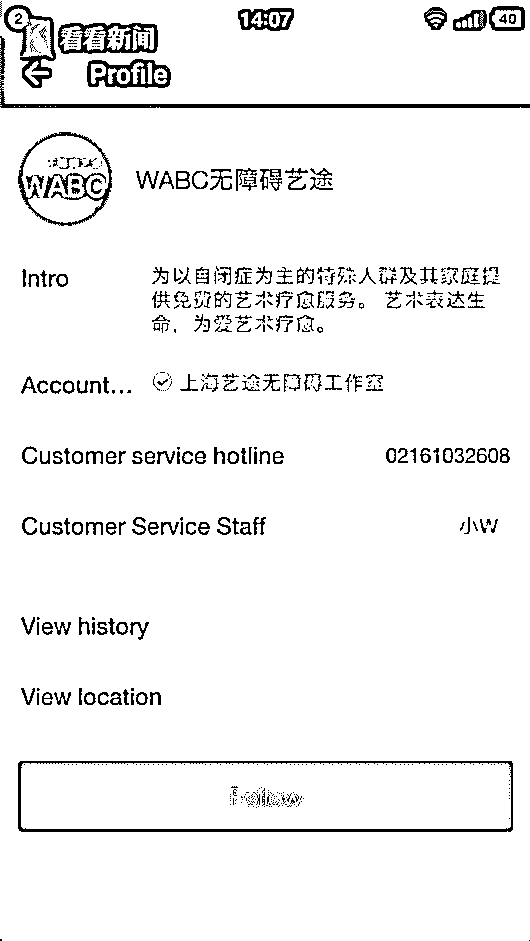 2
看看新闻
14:07
40
Profile
WABC
WABC无障碍艺途
Intro
为以自闭症为主的特殊人群及其家庭提
供免费的艺术疗愈服务。 艺术表达生
命，为爱艺术疗愈。
Account...
上海艺途无障碍工作室
Customer service hotline
02161032608
Customer Service Staff
小W
View history
View location
Follow